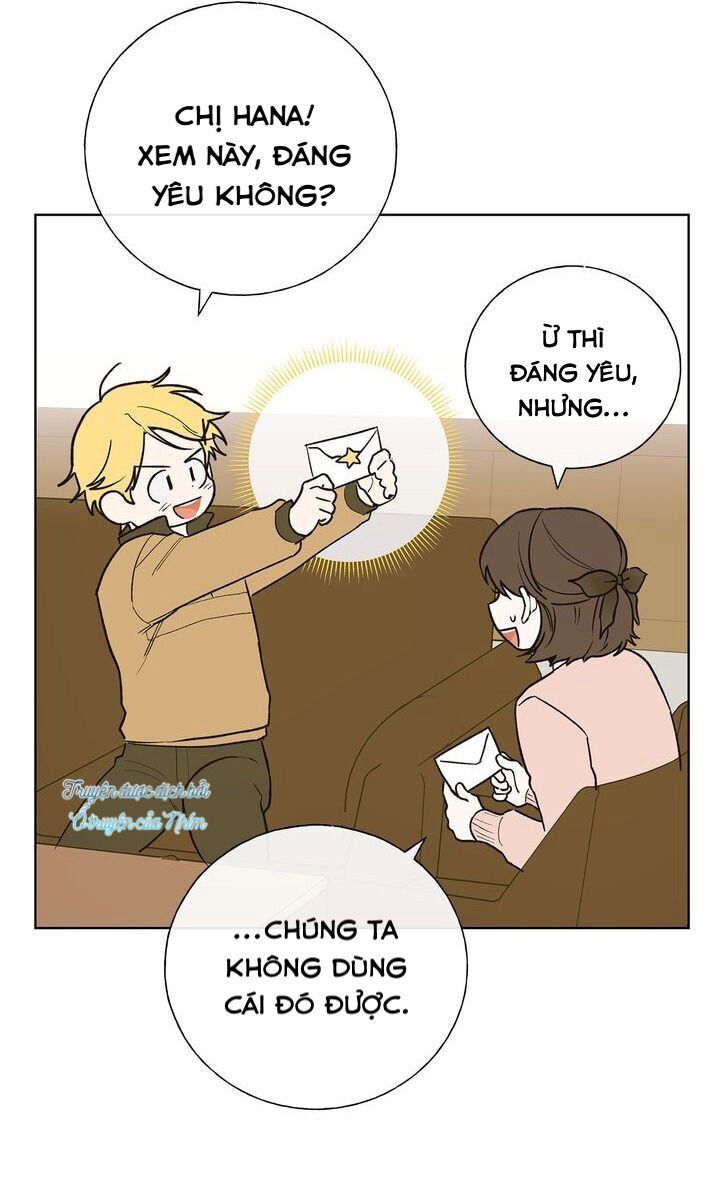 CHỊ HANA!
XEM NÀY, ĐÁNG
YÊU KHÔNG?
Ừ THÌ
ĐÁNG YÊU,
NHƯNG...
Truyện được dịch bởi
Ổ truyện của Nhím
...CHÚNG TA
KHÔNG DÙNG
CÁI ĐÓ ĐƯỢC.